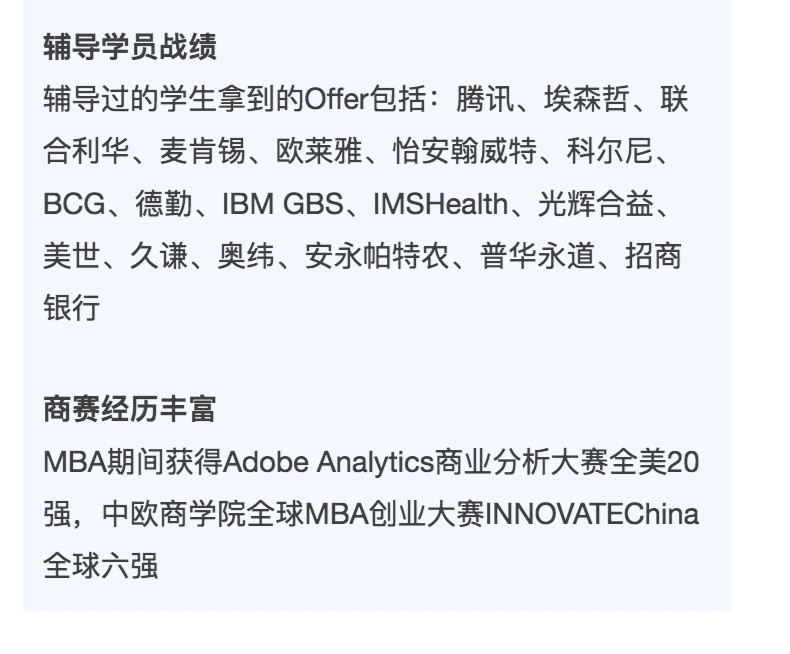 辅导学员战绩
辅导过的学生拿到的Offer包括：腾讯、埃森哲、联
合利华、麦肯锡、欧莱雅、怡安翰威特、科尔尼、
BCG、德勤、IBM GBS、IMSHealth、光辉合益、
美世、久谦、奥纬、安永帕特农、普华永道、招商
银行
商赛经历丰富
MBA期间获得Adobe Analytics商业分析大赛全美20
强，中欧商学院全球MBA创业大赛INNOVATEChina
全球六强